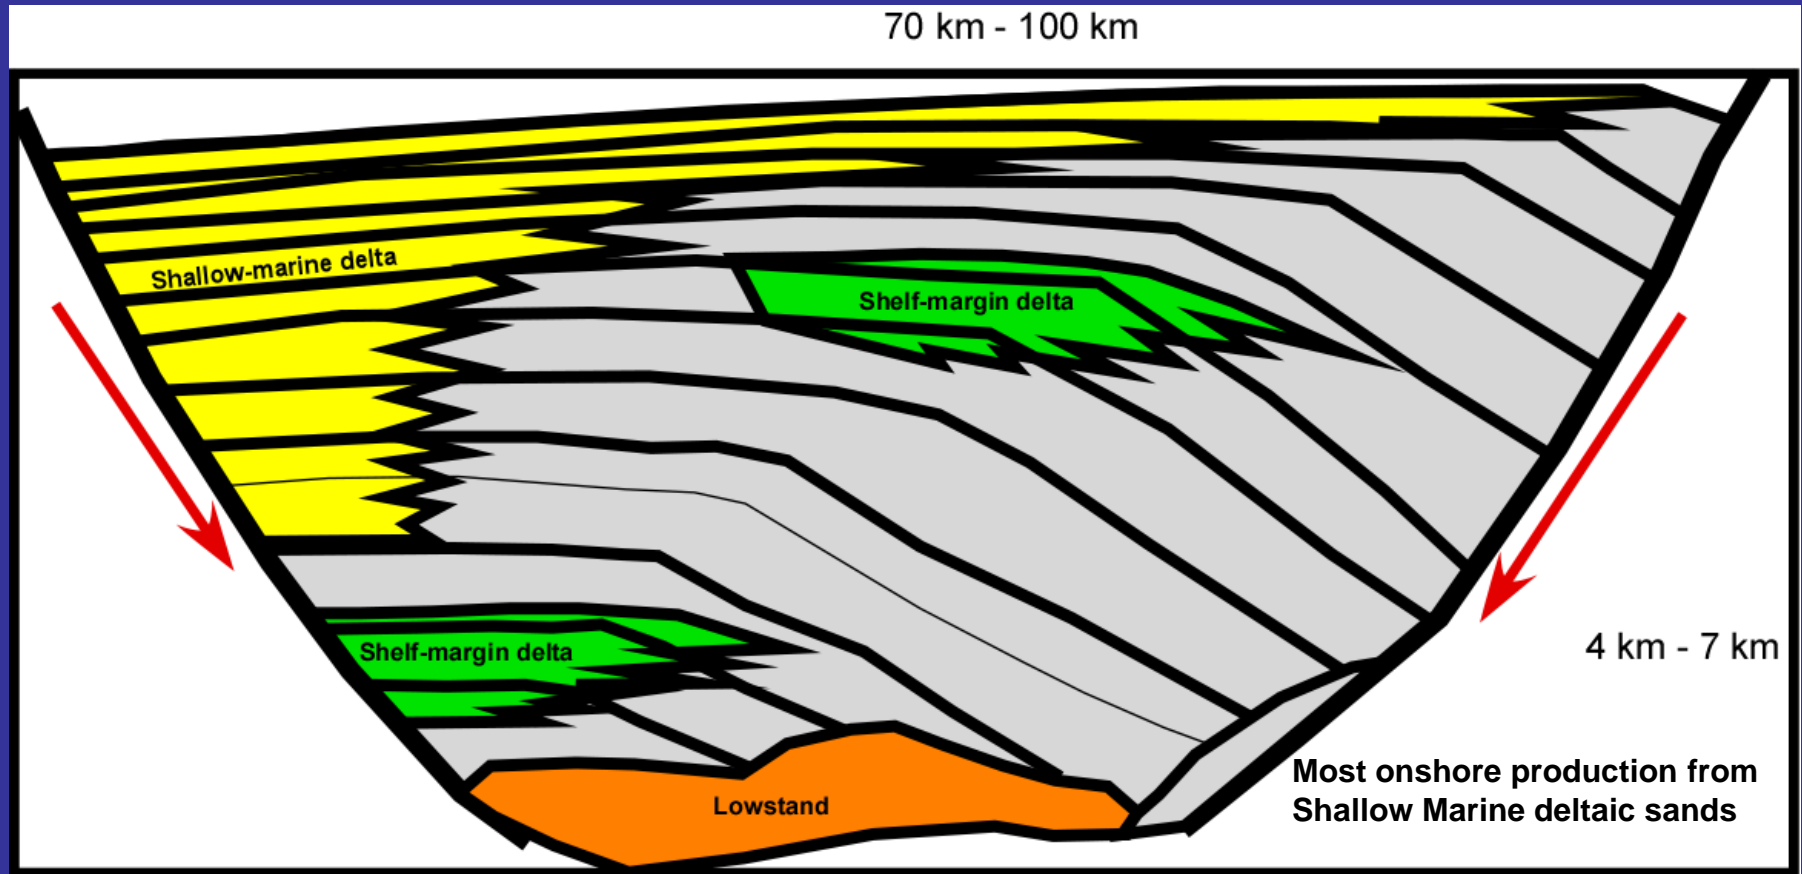 70 km - 100 km
Shallow-marine delta
Shelf-margin delta
Shelf-margin delta
4 km - 7 km
Most onshore production from
Shallow Marine deltaic sands
Lowstand